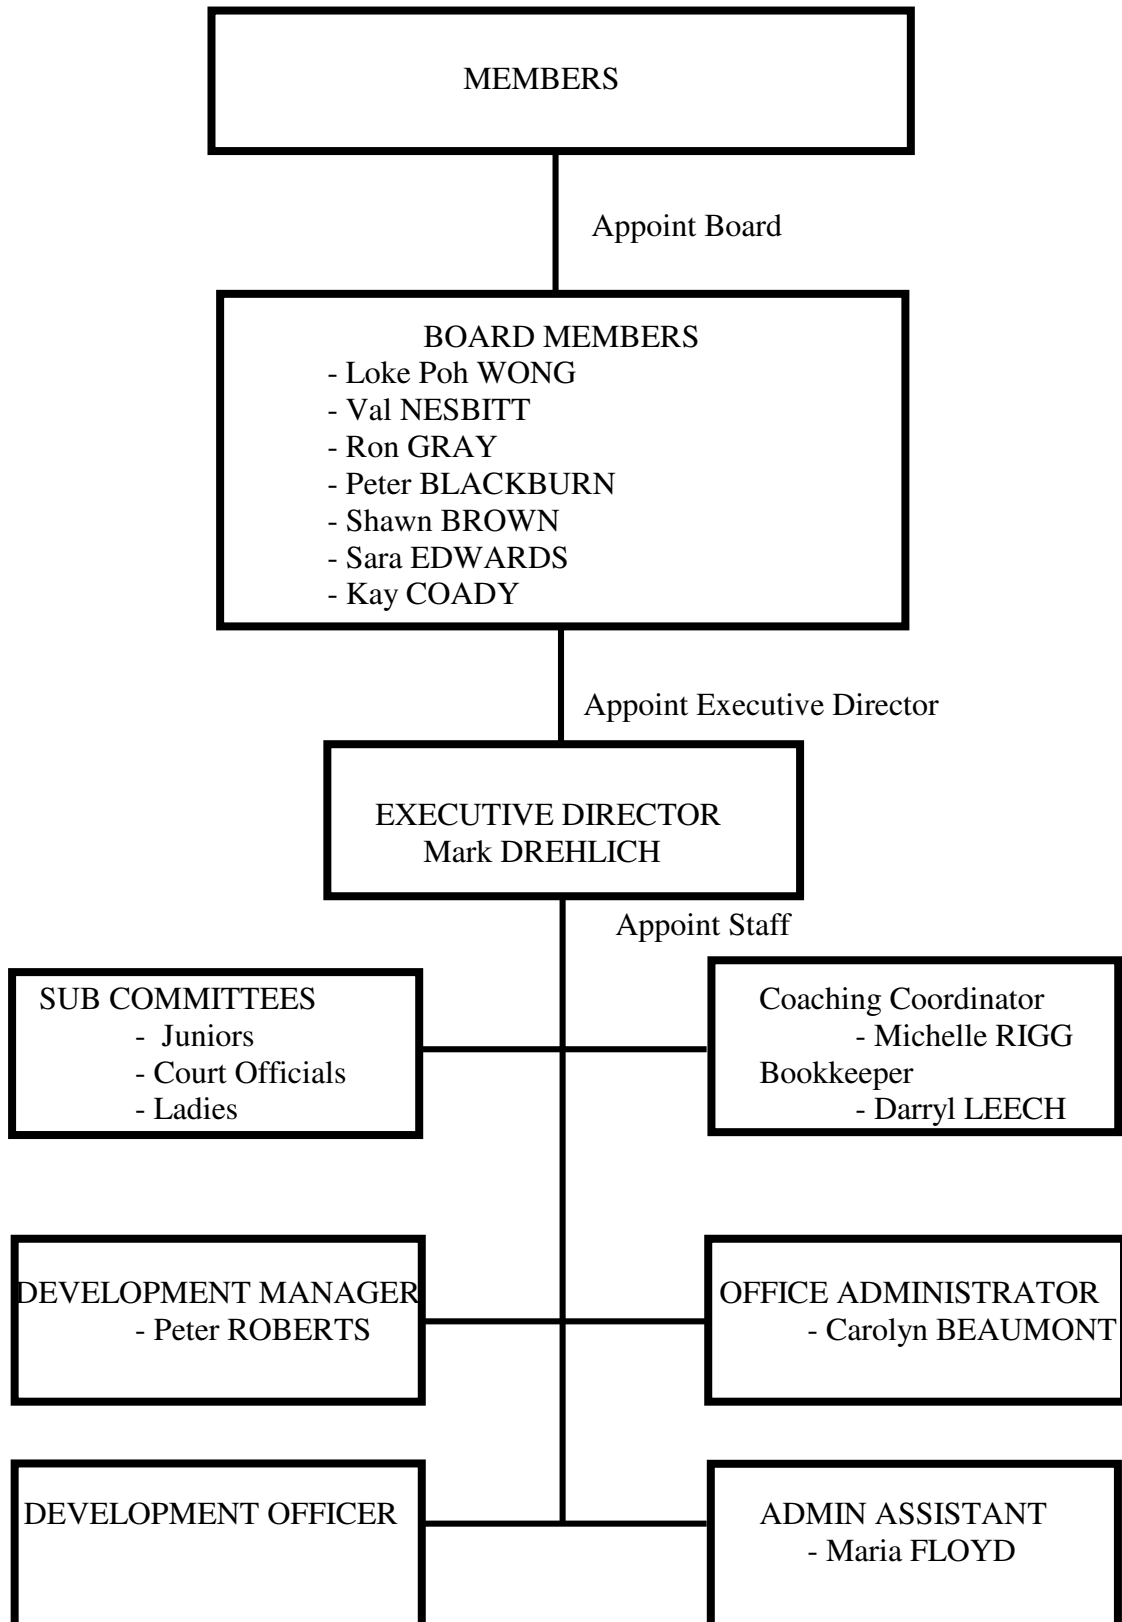 MEMBERS
Appoint Board
BOARD MEMBERS
- Loke Poh WONG
- Val NESBITT
- Ron GRAY
- Peter BLACKBURN
- Shawn BROWN
- Sara EDWARDS
- Kay COADY
Appoint Executive Director
EXECUTIVE DIRECTOR
Mark DREHLICH
Appoint Staff
SUB COMMITTEES
- Juniors
- Court Officials
- Ladies
Coaching Coordinator
- Michelle RIGG
Bookkeeper
- Darryl LEECH
DEVELOPMENT MANAGER
- Peter ROBERTS
OFFICE ADMINISTRATOR
- Carolyn BEAUMONT
DEVELOPMENT OFFICER
ADMIN ASSISTANT
- Maria FLOYD